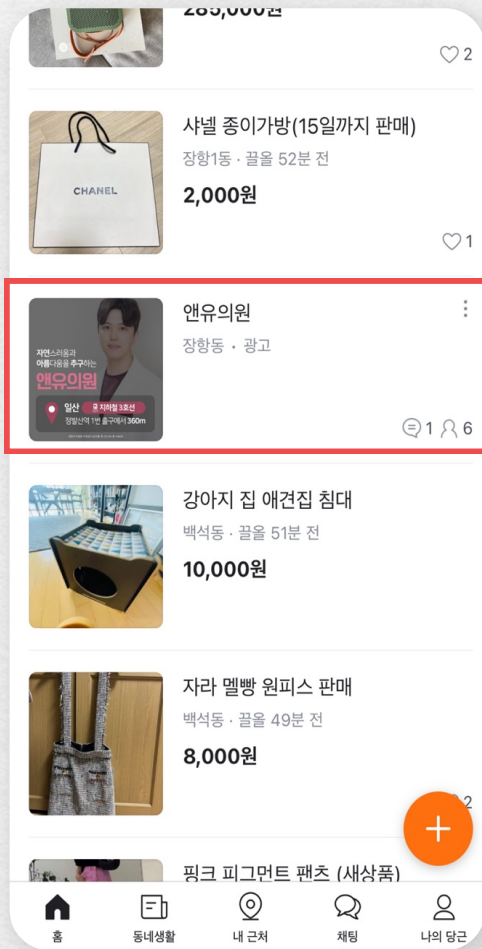 285,000원
2
샤넬 종이가방(15일까지 판매)
장항1동 · 끌올 52분 전
2,000원
CHANEL
1
앤유의원
장항동 · 광고
자연스러움과
아름다움을 추구하는
앤유의원
일산 지하철 3호선
정발산역 1번 출구에서 360m
1 6
강아지 집 애견집 침대
백석동 · 끌올 51분 전
10,000원
자라 멜빵 원피스 판매
백석동 · 끌올 49분 전
8,000원
2
핑크 피그먼트 팬츠 (새상품)
홈 동네생활 내 근처 채팅 나의 당근